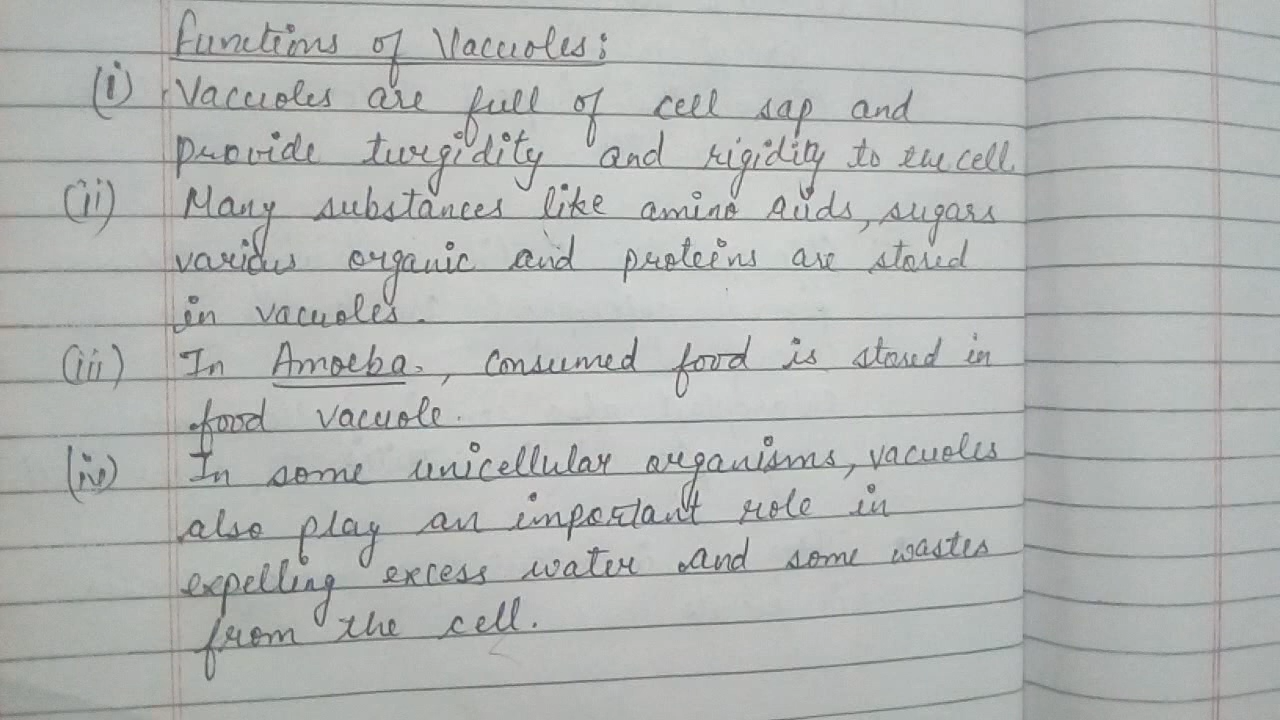 Functions of Vacuoles:
(i) Vacuoles are full of cell sap and
provide turgidity and rigidity to the cell.
(ii) Many substances like amino acids, sugars
various organic and proteins are stored
in vacuoles.
(iii) In Amoeba, consumed food is stored in
food vacuole.
(iv) In some unicellular organisms, vacuoles
also play an important role in
expelling excess water and some wastes
from the cell.